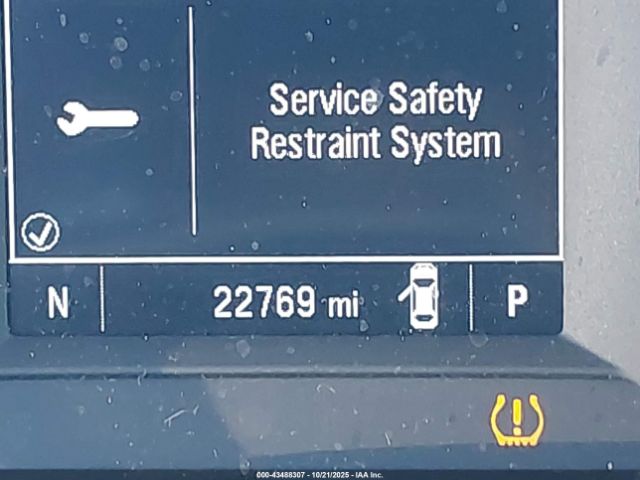 Service Safety
Restraint System
N 22769 mi P
000-43488307 - 10/21/2025 - IAA Inc.